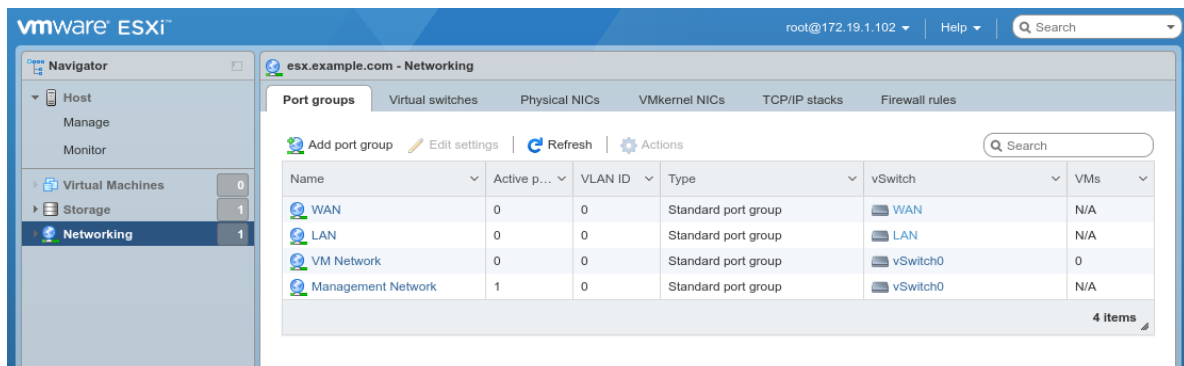 vmware ESXi™ root@172.19.1.102 Help Search
Navigator
Host
Manage
Monitor
Virtual Machines 0
Storage 1
Networking 1
esx.example.com - Networking
Port groups Virtual switches Physical NICs VMkernel NICs TCP/IP stacks Firewall rules
Add port group Edit settings Refresh Actions Search
Name Active p... VLAN ID Type vSwitch VMs
WAN 0 0 Standard port group WAN N/A
LAN 0 0 Standard port group LAN N/A
VM Network 0 0 Standard port group vSwitch0 0
Management Network 1 0 Standard port group vSwitch0 N/A
4 items